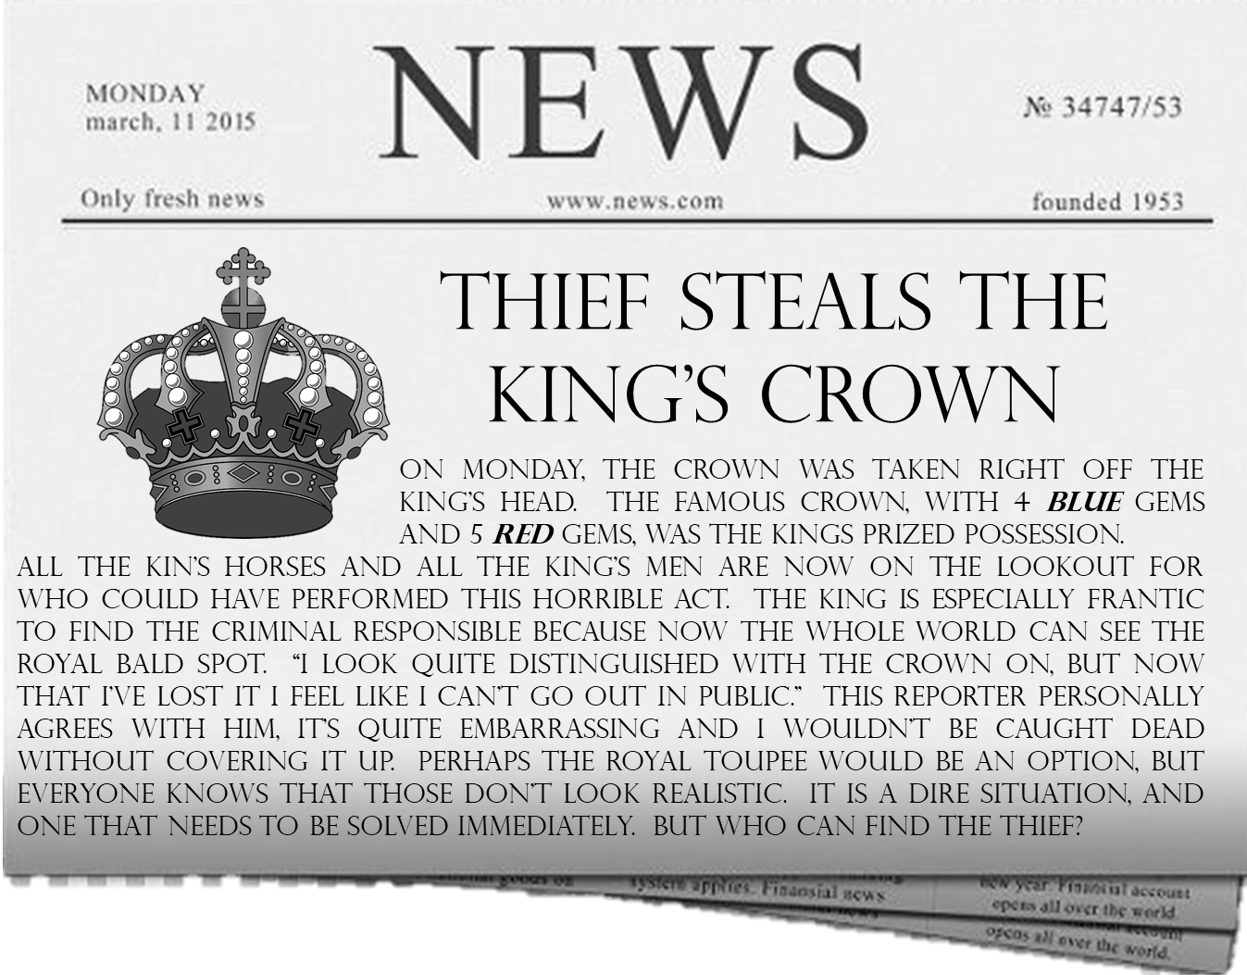 NEWS
MONDAY
march, 11 2015
№ 34747/53
Only fresh news
www.news.com
founded 1953
THIEF STEALS THE
KING'S CROWN
ON MONDAY, THE CROWN WAS TAKEN RIGHT OFF THE
KING'S HEAD. THE FAMOUS CROWN, WITH 4 BLUE GEMS
AND 5 RED GEMS, WAS THE KINGS PRIZED POSSESSION.
ALL THE KIN'S HORSES AND ALL THE KING'S MEN ARE NOW ON THE LOOKOUT FOR
WHO COULD HAVE PERFORMED THIS HORRIBLE ACT. THE KING IS ESPECIALLY FRANTIC
TO FIND THE CRIMINAL RESPONSIBLE BECAUSE NOW THE WHOLE WORLD CAN SEE THE
ROYAL BALD SPOT. "I LOOK QUITE DISTINGUISHED WITH THE CROWN ON, BUT NOW
THAT I'VE LOST IT I FEEL LIKE I CAN'T GO OUT IN PUBLIC." THIS REPORTER PERSONALLY
AGREES WITH HIM, IT'S QUITE EMBARRASSING AND I WOULDN'T BE CAUGHT DEAD
WITHOUT COVERING IT UP. PERHAPS THE ROYAL TOUPEE WOULD BE AN OPTION, BUT
EVERYONE KNOWS THAT THOSE DON'T LOOK REALISTIC. IT IS A DIRE SITUATION, AND
ONE THAT NEEDS TO BE SOLVED IMMEDIATELY. BUT WHO CAN FIND THE THIEF?
goods on
system applies. Finansial news
news
new year. Finansial account
opens all over the world.
account
opens all over the world.